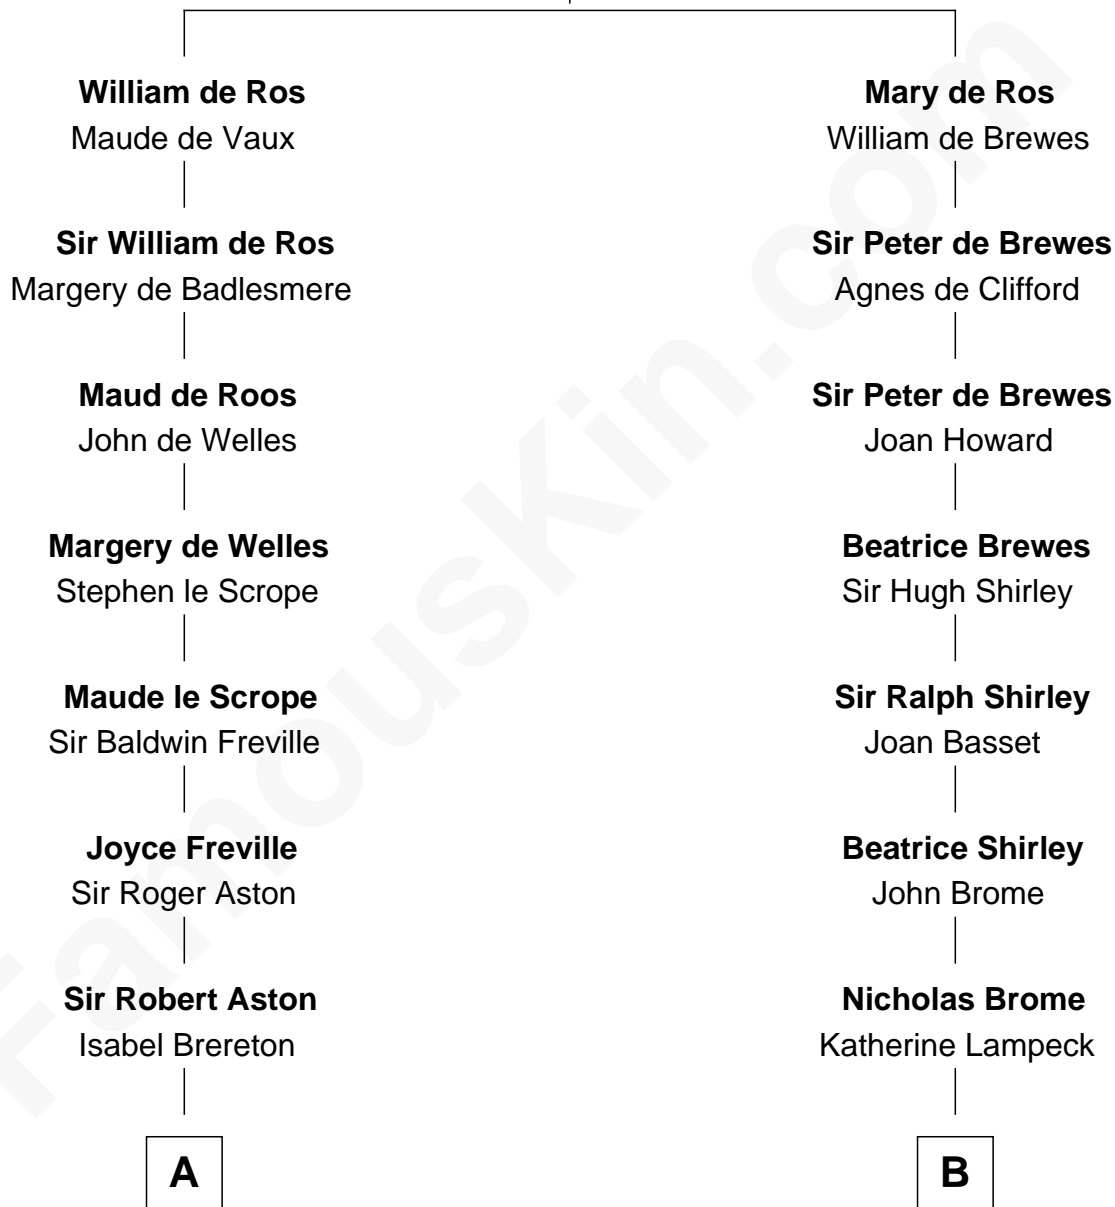 William de Ros
Maude de Vaux
Sir William de Ros
Margery de Badlesmere
Maud de Roos
John de Welles
Margery de Welles
Stephen le Scrope
Maude le Scrope
Sir Baldwin Freville
Joyce Freville
Sir Roger Aston
Sir Robert Aston
Isabel Brereton
A
Mary de Ros
William de Brewes
Sir Peter de Brewes
Agnes de Clifford
Sir Peter de Brewes
Joan Howard
Beatrice Brewes
Sir Hugh Shirley
Sir Ralph Shirley
Joan Basset
Beatrice Shirley
John Brome
Nicholas Brome
Katherine Lampeck
B
FamousKin.com